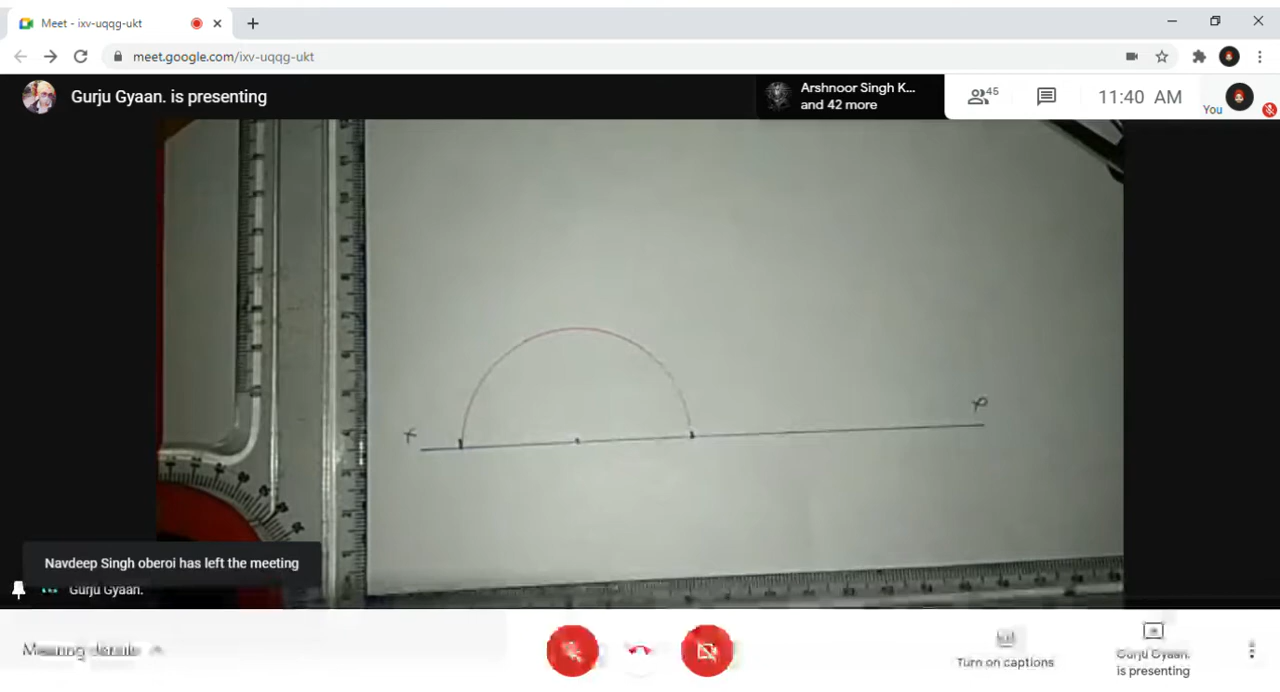 Meet - ixv-uqqg-ukt
meet.google.com/ixv-uqqg-ukt
Gurju Gyaan. is presenting
Arshnoor Singh K...
and 42 more
45
11:40 AM
You
Navdeep Singh oberoi has left the meeting
Gurju Gyaan.
Meeting details
Turn on captions
Gurju Gyaan.
is presenting